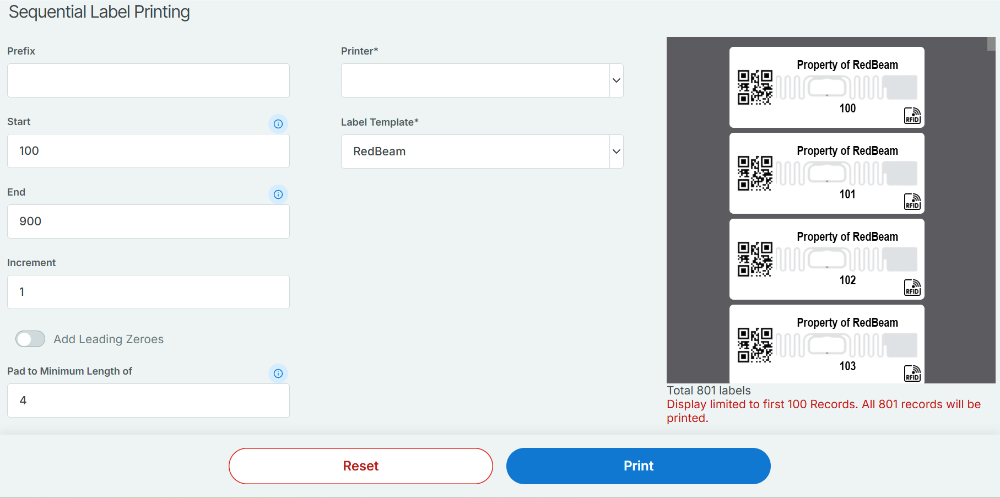 Sequential Label Printing
Prefix
Start
100
End
900
Increment
1
Add Leading Zeroes
Pad to Minimum Length of
4
Printer*
Label Template*
RedBeam
Property of RedBeam
100
RFID
Property of RedBeam
101
RFID
Property of RedBeam
102
RFID
Property of RedBeam
103
RFID
Total 801 labels
Display limited to first 100 Records. All 801 records will be
printed.
Reset
Print